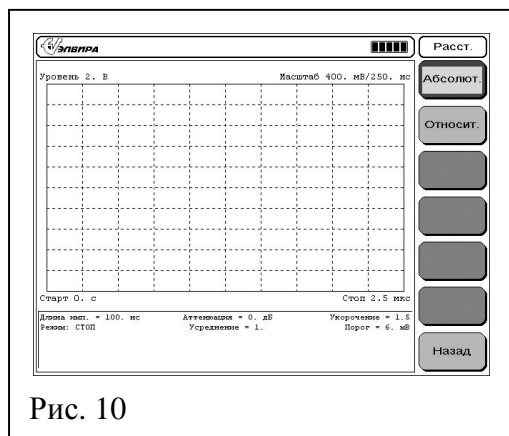 ЭЛВИРА
Расст.
Уровень 2. В Масштаб 400. мВ/250. нс
Абсолют.
Относит.
Старт 0. с Стоп 2.5 мкс
Длина имп. = 100. нс Аттенюация = 0. дБ Укорочение = 1.5
Режим: СТОП Усреднение = 1. Порог = 6. мВ
Назад
Рис. 10